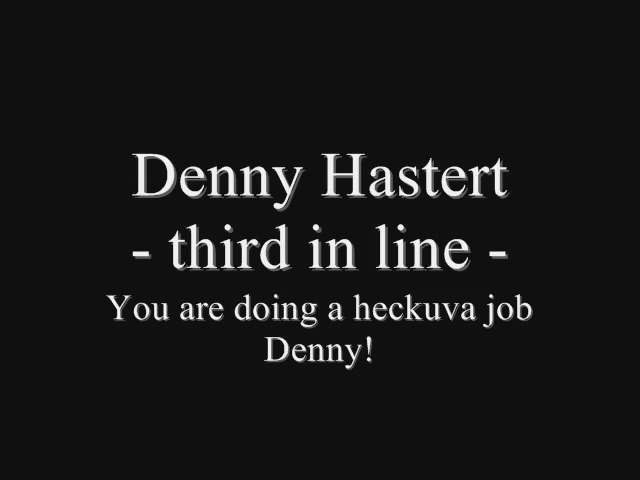 Denny Hastert
- third in line -
You are doing a heckuva job
Denny!